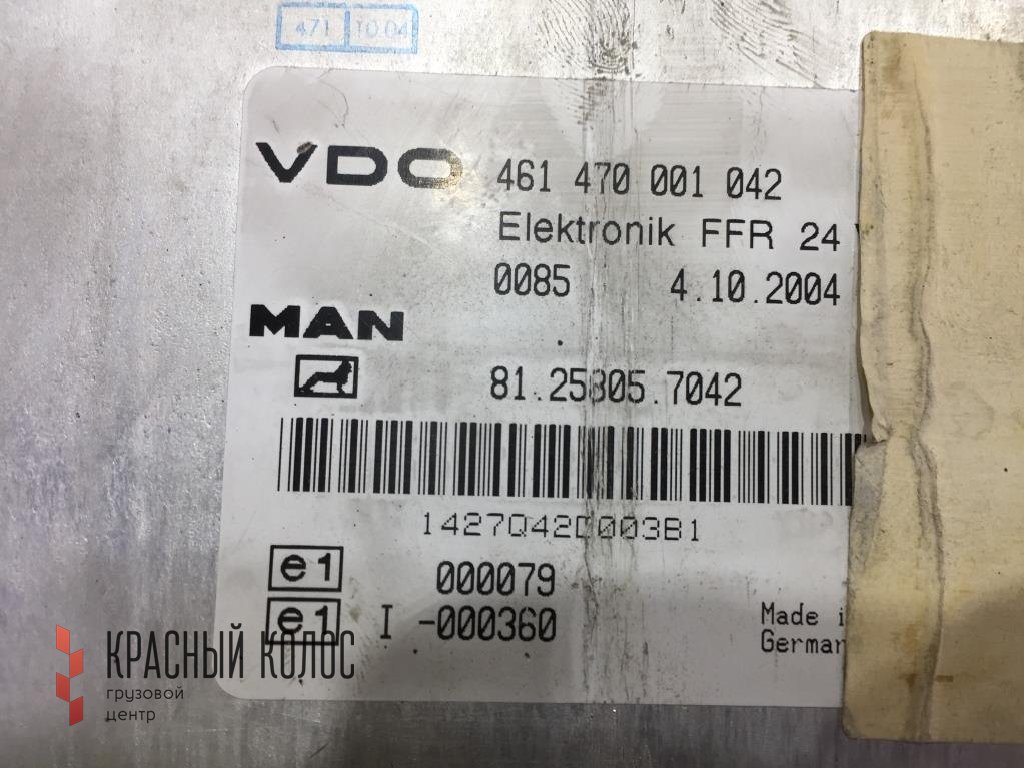 471 10.04
VDO 461 470 001 042
Elektronik FFR 24
0085 4.10.2004
MAN
81.25805.7042
1427Q42D003B1
e1 000079
e1 I -000360
Made
German
КРАСНЫЙ КОЛОС
грузовой
центр